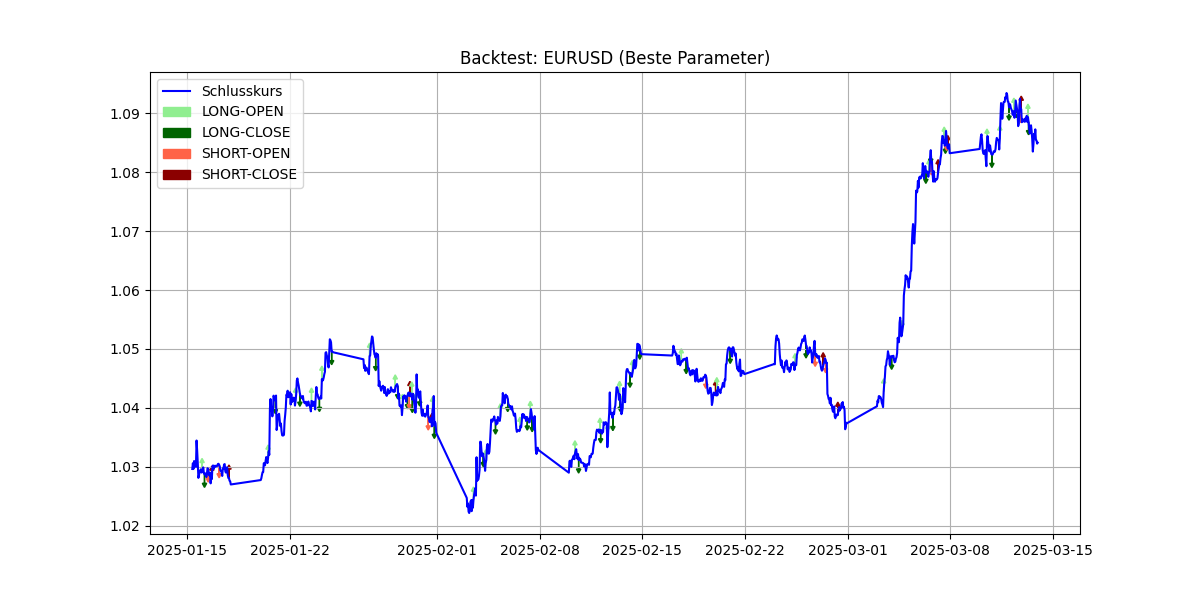 Backtest: EURUSD (Beste Parameter)
Schlusskurs
LONG-OPEN
LONG-CLOSE
SHORT-OPEN
SHORT-CLOSE
1.09
1.08
1.07
1.06
1.05
1.04
1.03
1.02
2025-01-15 2025-01-22 2025-02-01 2025-02-08 2025-02-15 2025-02-22 2025-03-01 2025-03-08 2025-03-15